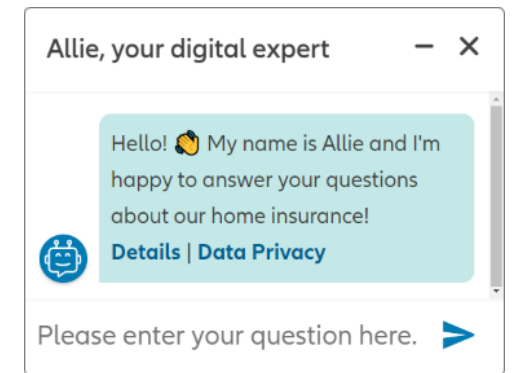 Allie, your digital expert
Hello! 👏 My name is Allie and I'm
happy to answer your questions
about our home insurance!
Details | Data Privacy
Please enter your question here.